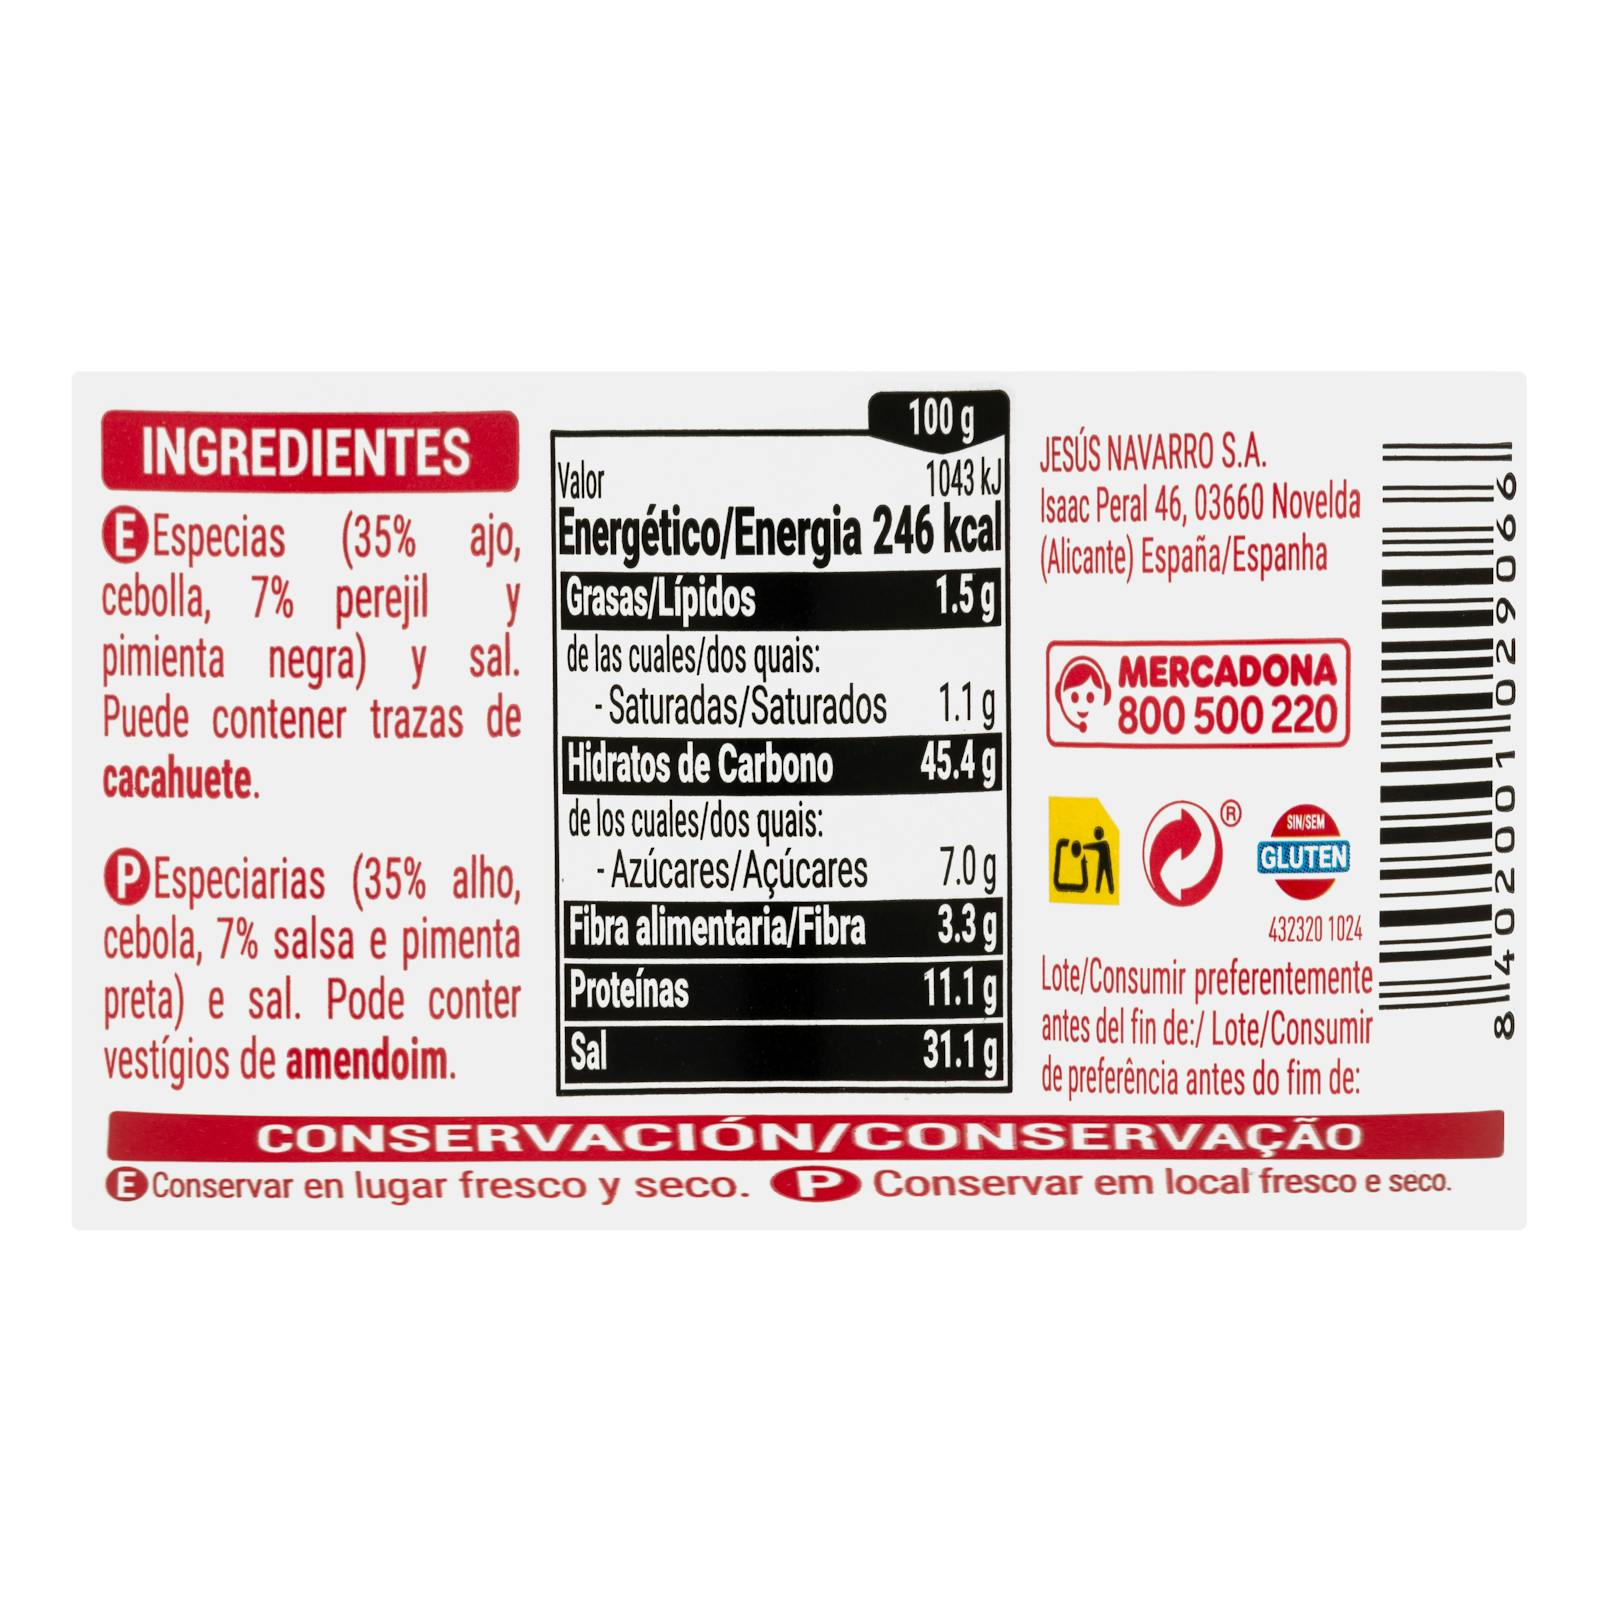 INGREDIENTES
E Especias (35% ajo,
cebolla, 7% perejil y
pimienta negra) y sal.
Puede contener trazas de
cacahuete.
P Especiarias (35% alho,
cebola, 7% salsa e pimenta
preta) e sal. Pode conter
vestígios de amendoim.
100 g
Valor 1043 kJ
Energético/Energia 246 kcal
Grasas/Lípidos 1.5 g
de las cuales/dos quais:
- Saturadas/Saturados 1.1 g
Hidratos de Carbono 45.4 g
de los cuales/dos quais:
- Azúcares/Açúcares 7.0 g
Fibra alimentaria/Fibra 3.3 g
Proteínas 11.1 g
Sal 31.1 g
JESÚS NAVARRO S.A.
Isaac Peral 46, 03660 Novelda
(Alicante) España/Espanha
MERCADONA
800 500 220
®
SIN/SEM
GLUTEN
432320 1024
Lote/Consumir preferentemente
antes del fin de:/ Lote/Consumir
de preferência antes do fim de:
8 402001 029066
CONSERVACIÓN/CONSERVAÇÃO
E Conservar en lugar fresco y seco. P Conservar em local fresco e seco.